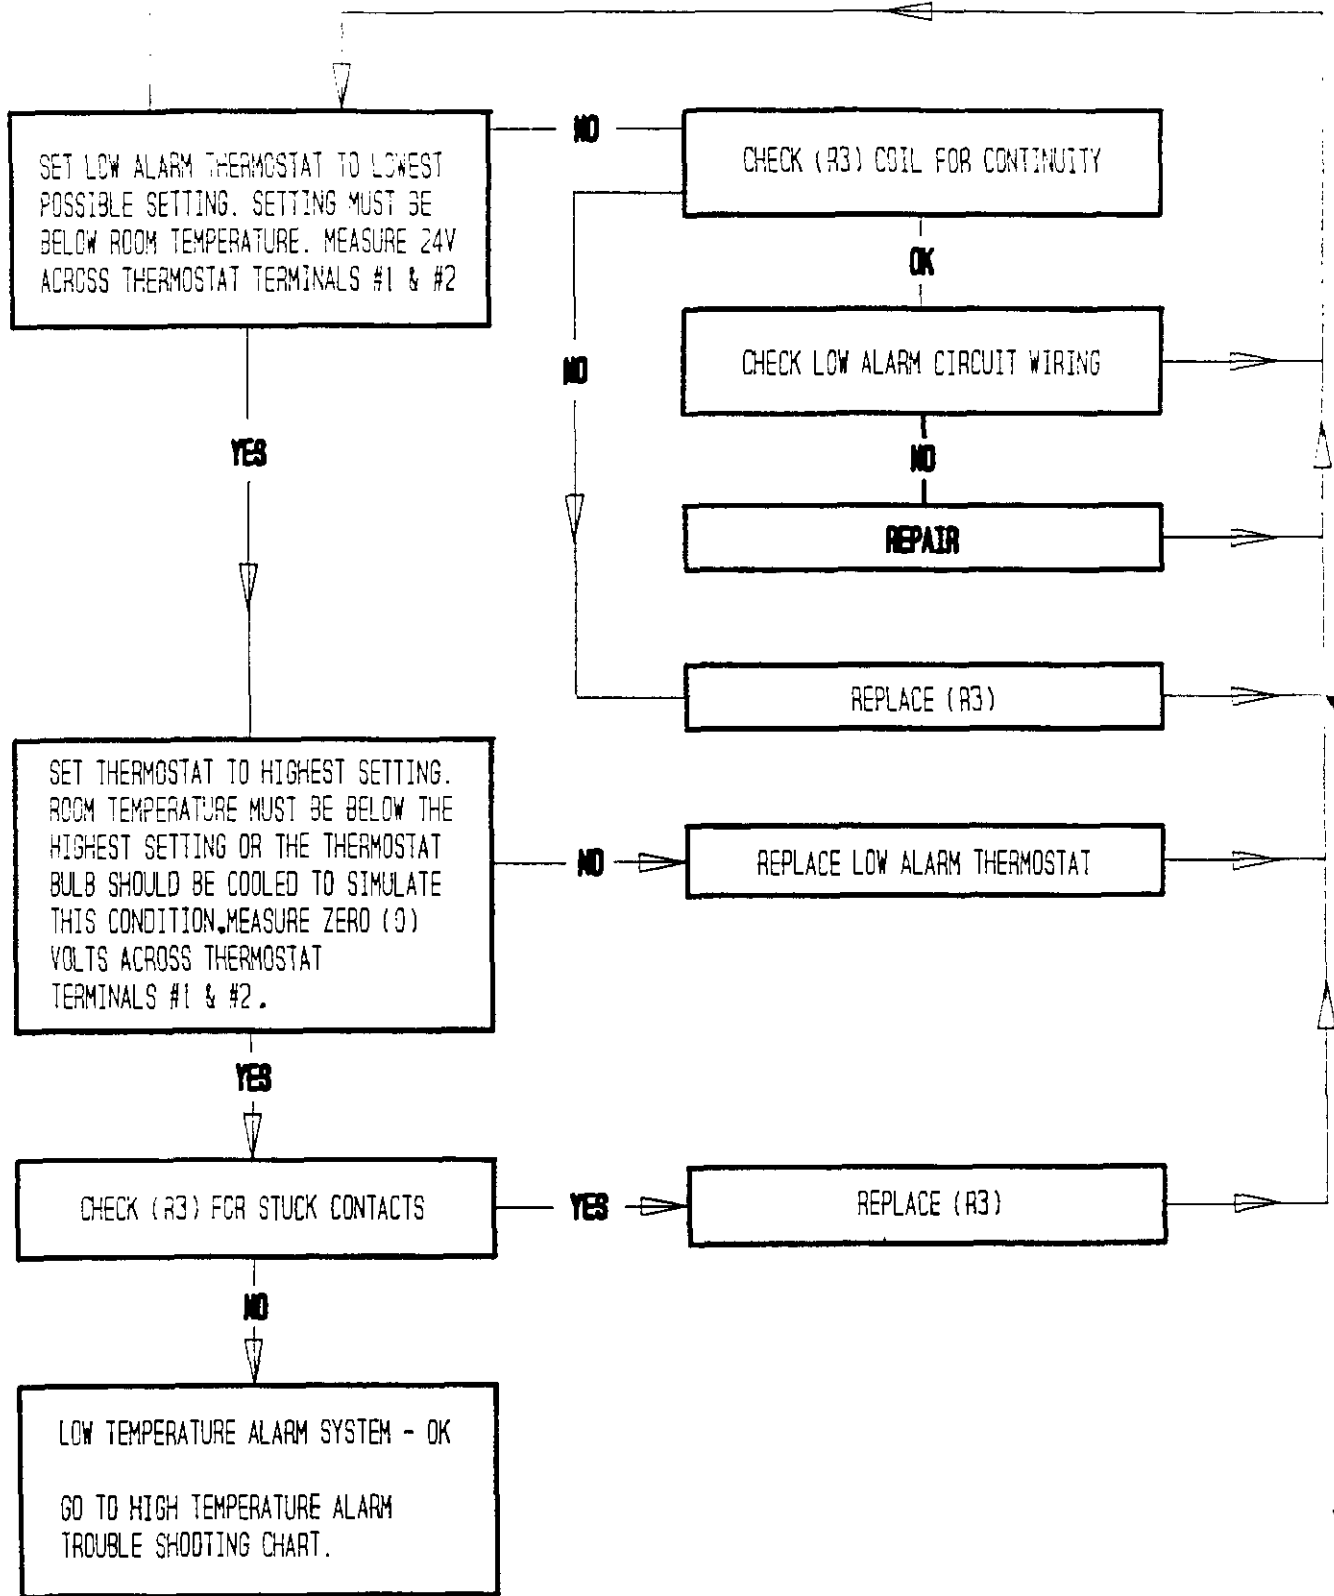 SET LOW ALARM THERMOSTAT TO LOWEST
POSSIBLE SETTING. SETTING MUST BE
BELOW ROOM TEMPERATURE. MEASURE 24V
ACROSS THERMOSTAT TERMINALS #1 & #2
NO
CHECK (R3) COIL FOR CONTINUITY
OK
NO
CHECK LOW ALARM CIRCUIT WIRING
YES
NO
REPAIR
REPLACE (R3)
SET THERMOSTAT TO HIGHEST SETTING.
ROOM TEMPERATURE MUST BE BELOW THE
HIGHEST SETTING OR THE THERMOSTAT
BULB SHOULD BE COOLED TO SIMULATE
THIS CONDITION.MEASURE ZERO (0)
VOLTS ACROSS THERMOSTAT
TERMINALS #1 & #2.
NO
REPLACE LOW ALARM THERMOSTAT
YES
CHECK (R3) FOR STUCK CONTACTS
YES
REPLACE (R3)
NO
LOW TEMPERATURE ALARM SYSTEM - OK
GO TO HIGH TEMPERATURE ALARM
TROUBLE SHOOTING CHART.